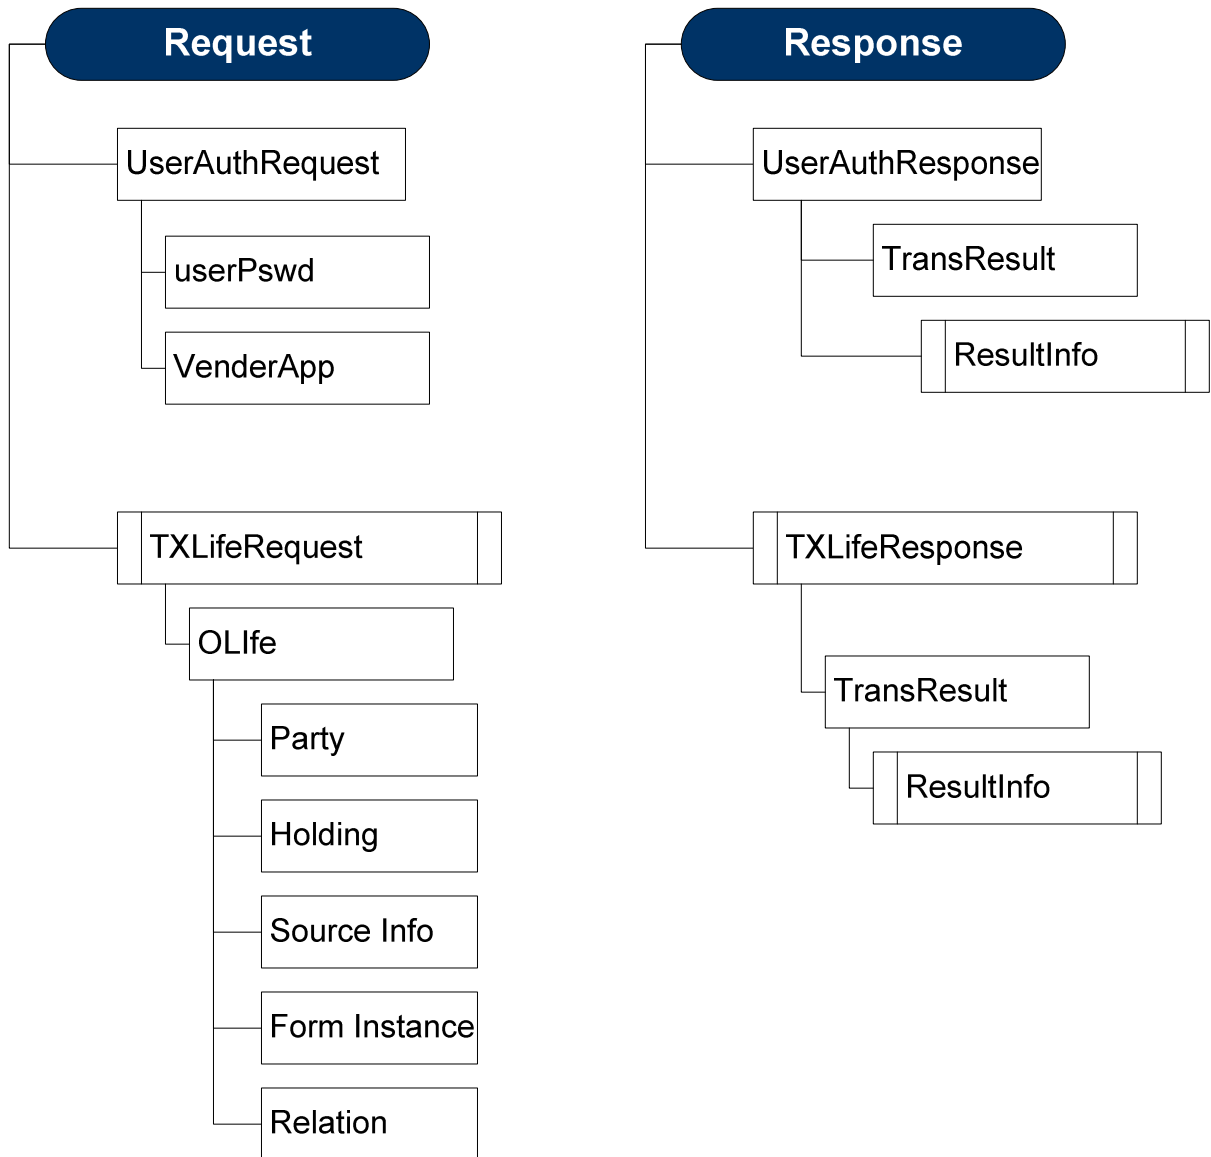 Request
UserAuthRequest
userPswd
VenderApp
TXLifeRequest
OLIfe
Party
Holding
Source Info
Form Instance
Relation
Response
UserAuthResponse
TransResult
ResultInfo
TXLifeResponse
TransResult
ResultInfo